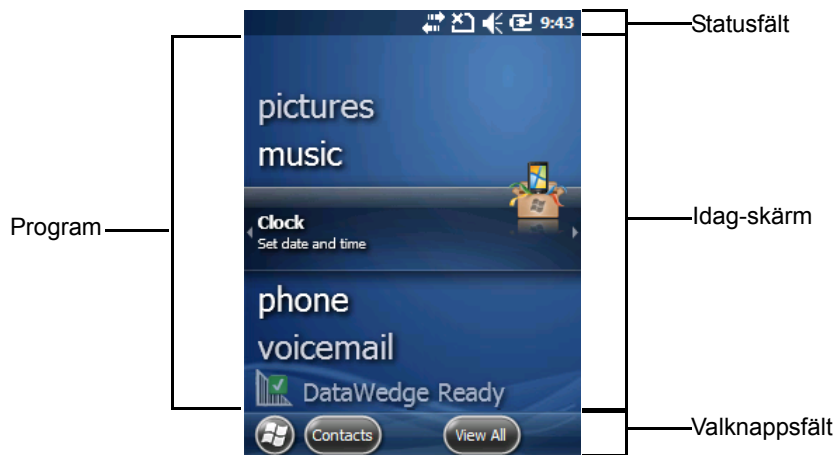 9:43
Statusfält
pictures
music
Program
Clock
Set date and time
Idag-skärm
phone
voicemail
DataWedge Ready
Contacts
View All
Valknappsfält